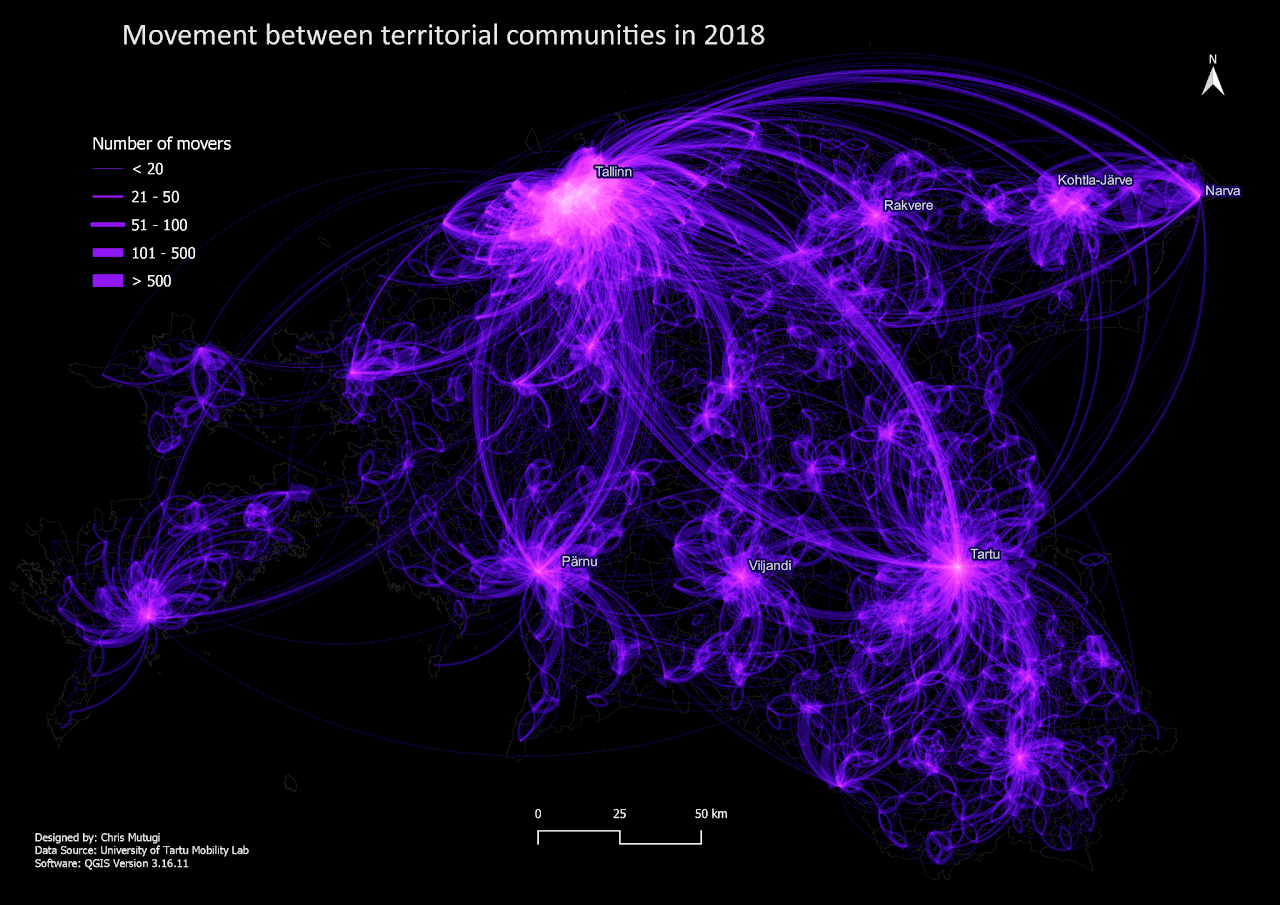 Movement between territorial communities in 2018
N
Number of movers
< 20
21 - 50
51 - 100
101 - 500
> 500
Tallinn
Kohtla-Järve
Narva
Rakvere
Tartu
Pärnu
Viljandi
0 25 50 km
Designed by: Chris Mutugi
Data Source: University of Tartu Mobility Lab
Software: QGIS Version 3.16.11